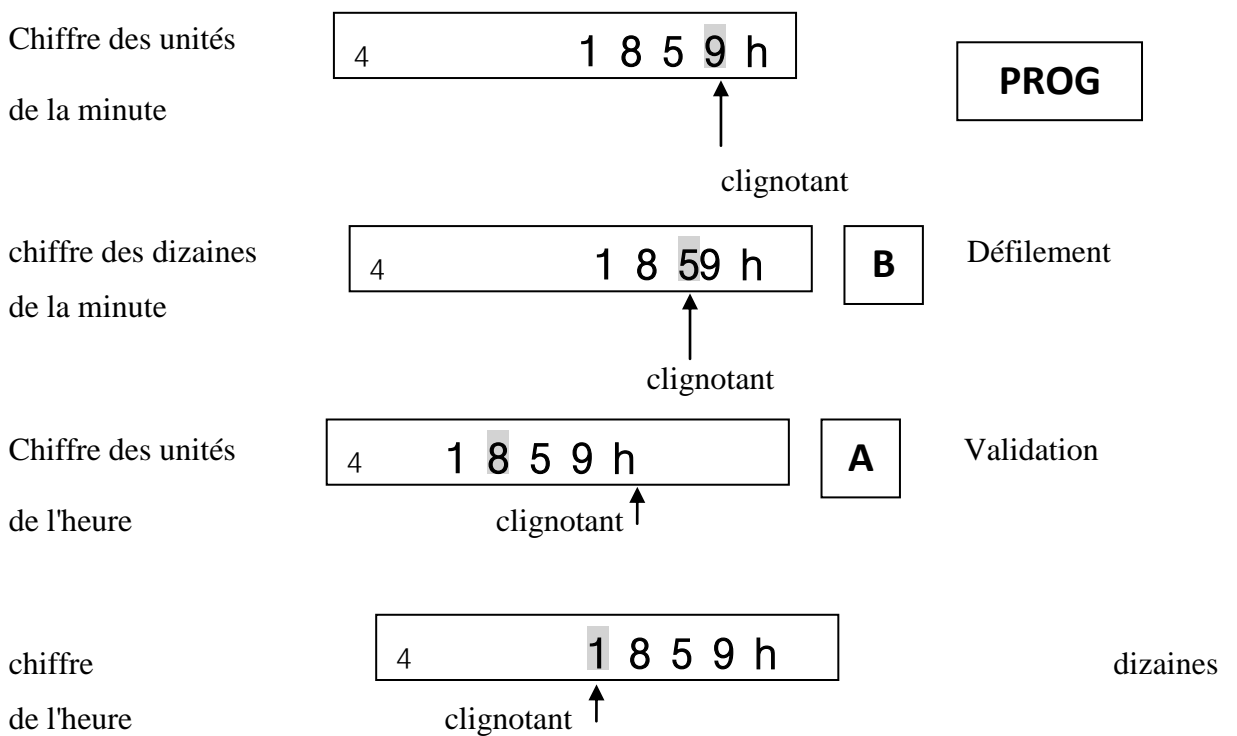 Chiffre des unités
4 1 8 5 9 h
PROG
de la minute
clignotant
chiffre des dizaines
4 1 8 59 h
B
Défilement
de la minute
clignotant
Chiffre des unités
4 1 8 5 9 h
A
Validation
de l'heure
clignotant
chiffre
4 1 8 5 9 h
dizaines
de l'heure
clignotant